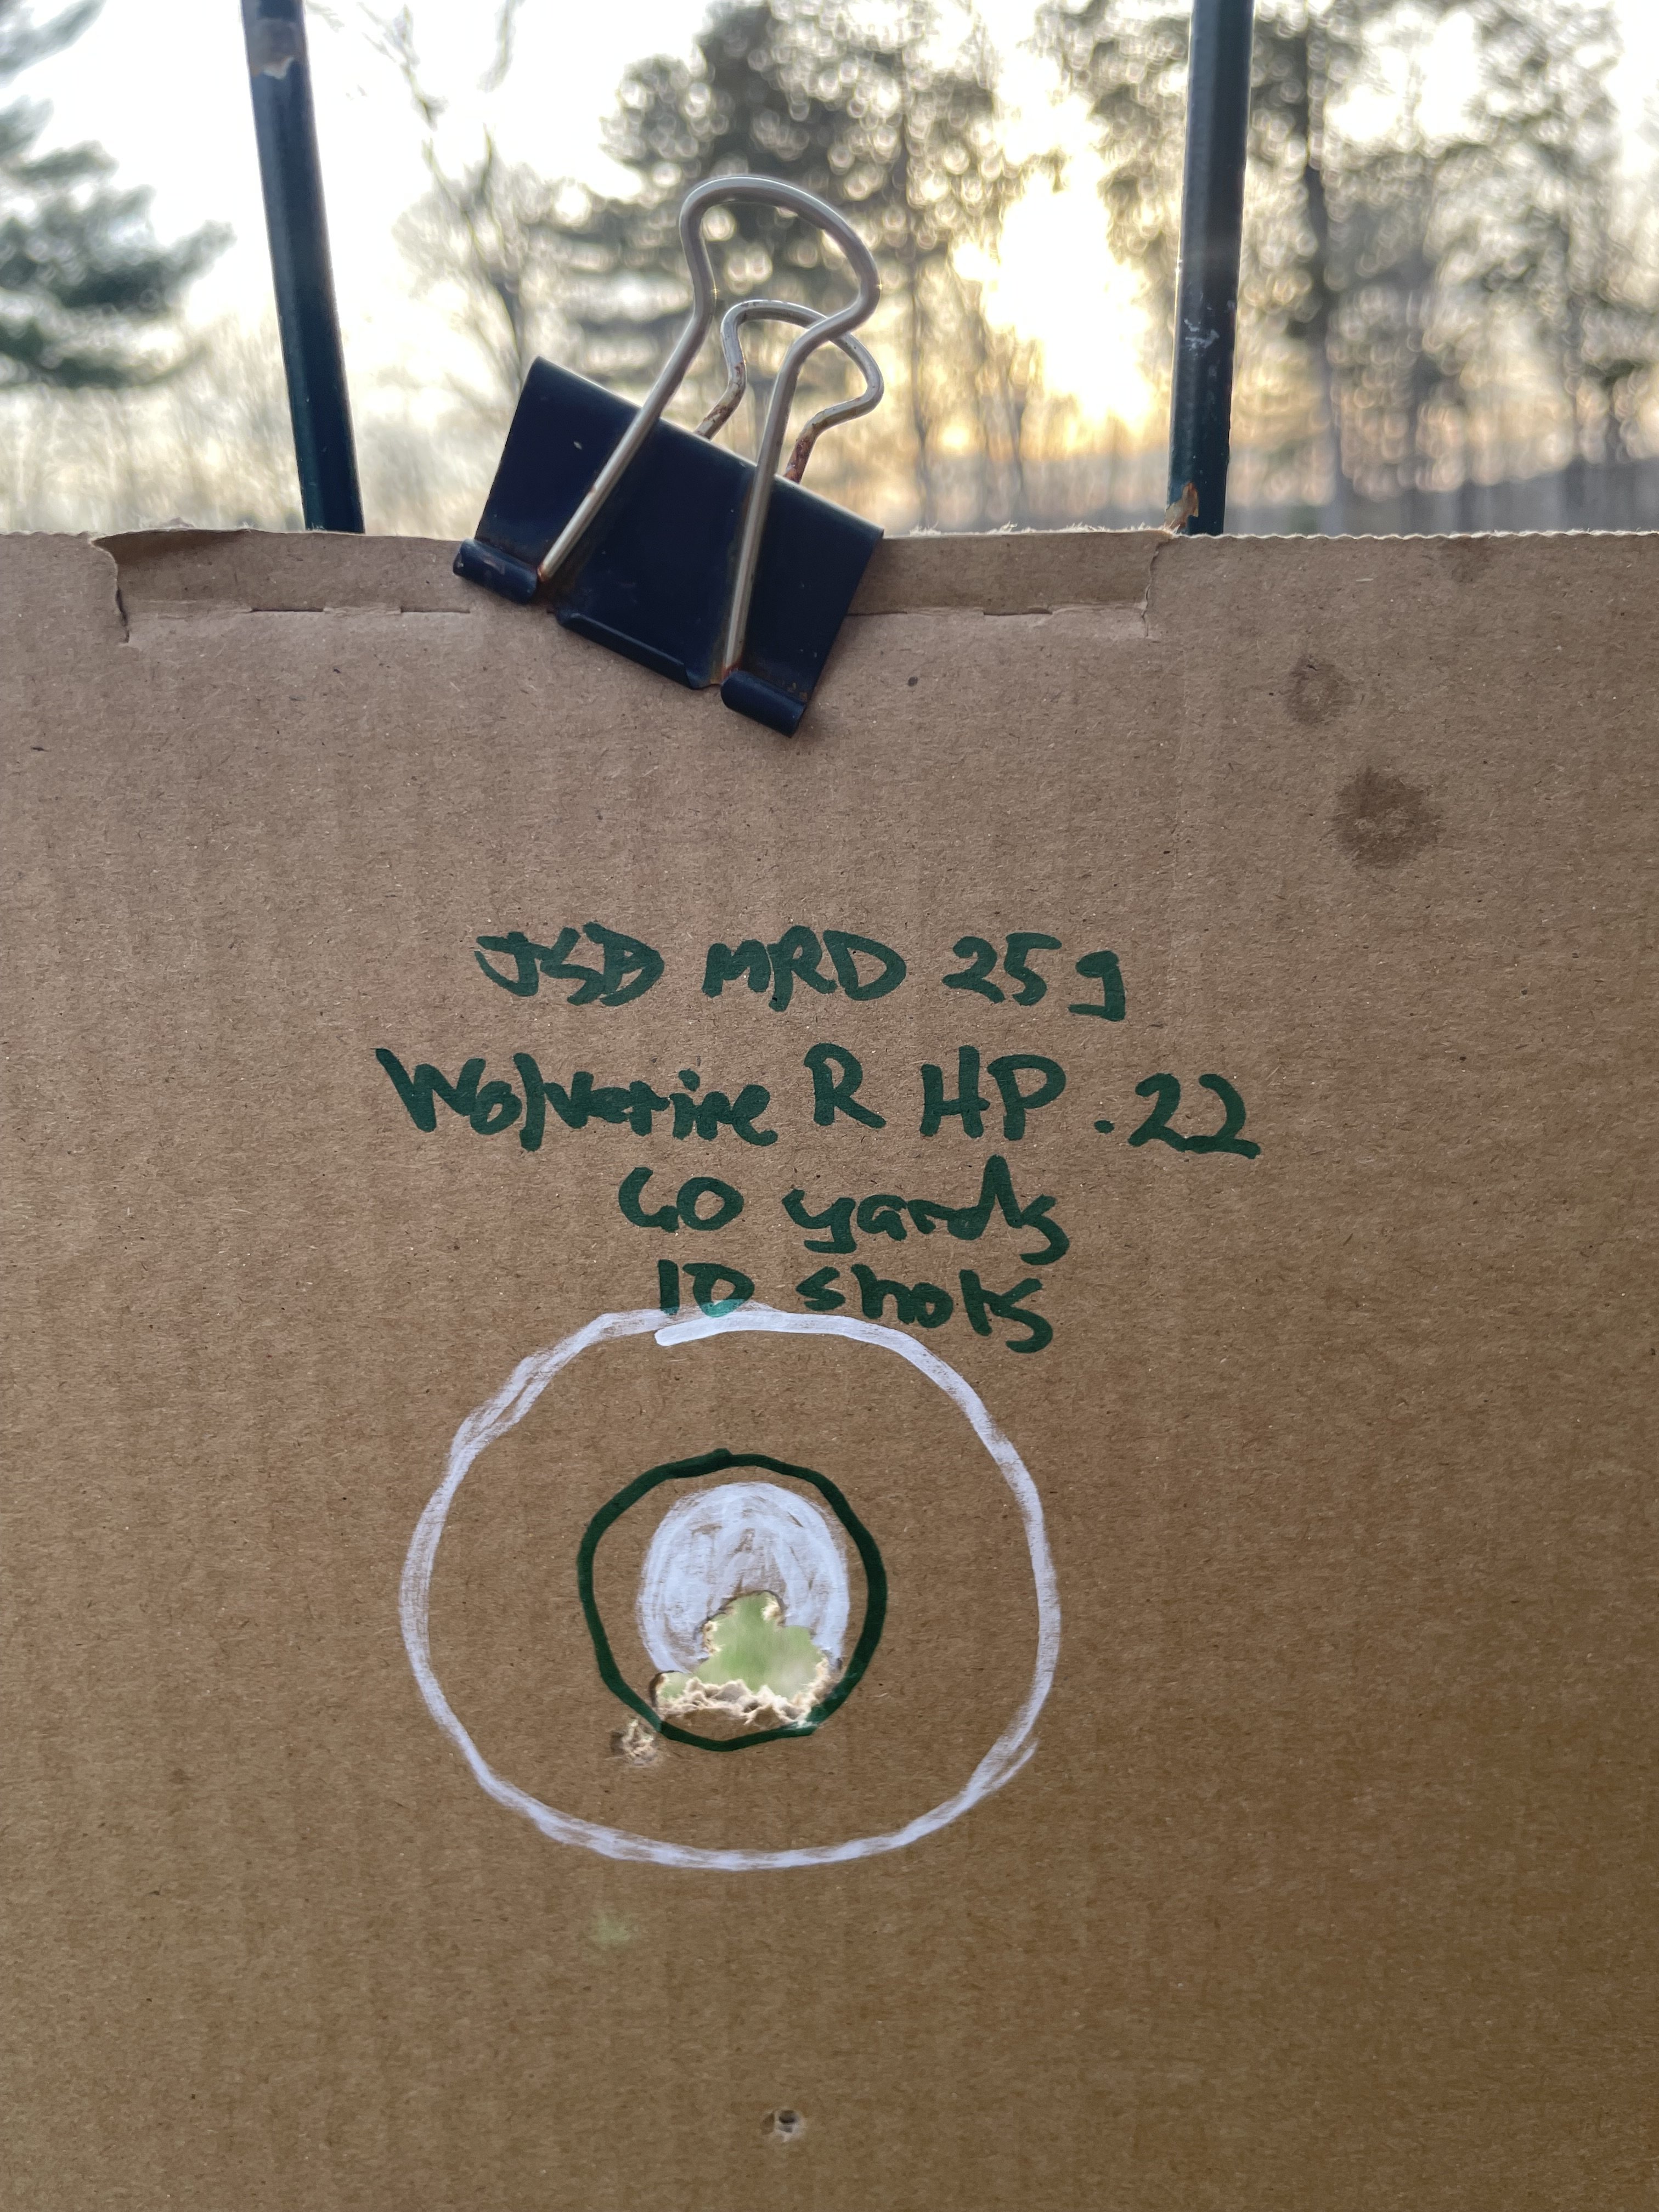 JSB MRD 25g
Wolverine R HP .22
60 yards
10 shots